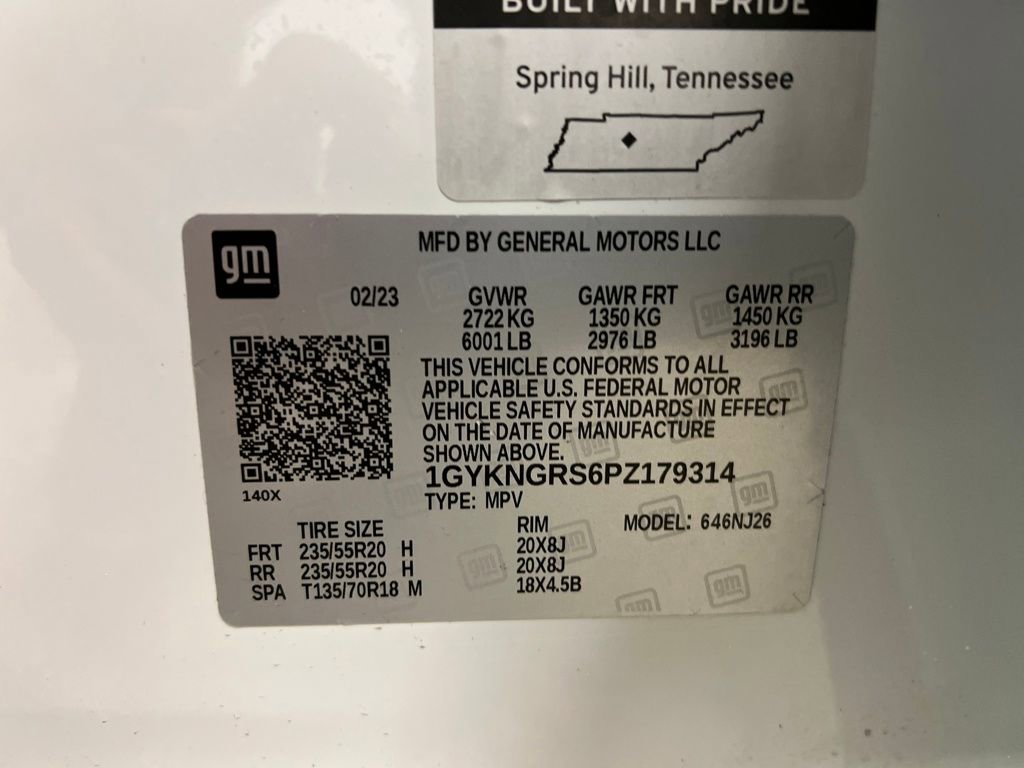 BUILT WITH PRIDE
Spring Hill, Tennessee
gm
MFD BY GENERAL MOTORS LLC
02/23 GVWR GAWR FRT GAWR RR
2722 KG 1350 KG 1450 KG
6001 LB 2976 LB 3196 LB
THIS VEHICLE CONFORMS TO ALL
APPLICABLE U.S. FEDERAL MOTOR
VEHICLE SAFETY STANDARDS IN EFFECT
ON THE DATE OF MANUFACTURE
SHOWN ABOVE.
1GYKNGRS6PZ179314
140X
TYPE: MPV
TIRE SIZE RIM MODEL: 646NJ26
FRT 235/55R20 H 20X8J
RR 235/55R20 H 20X8J
SPA T135/70R18 M 18X4.5B